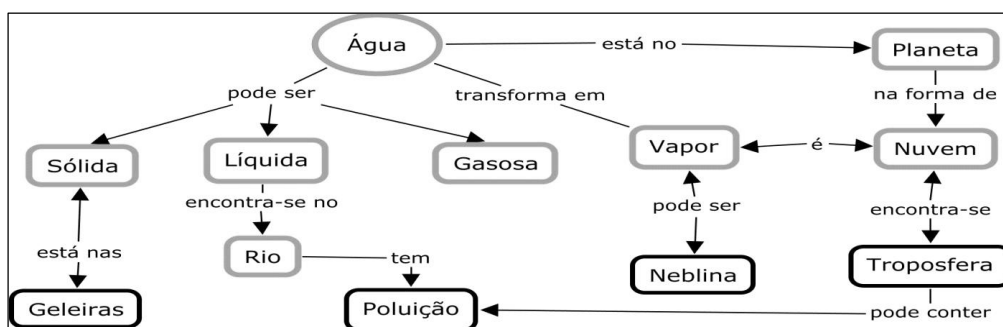 Água
está no
Planeta
pode ser
transforma em
na forma de
Sólida
Líquida
Gasosa
Vapor
é
Nuvem
encontra-se no
pode ser
encontra-se
está nas
Rio
tem
Neblina
Troposfera
Geleiras
Poluição
pode conter